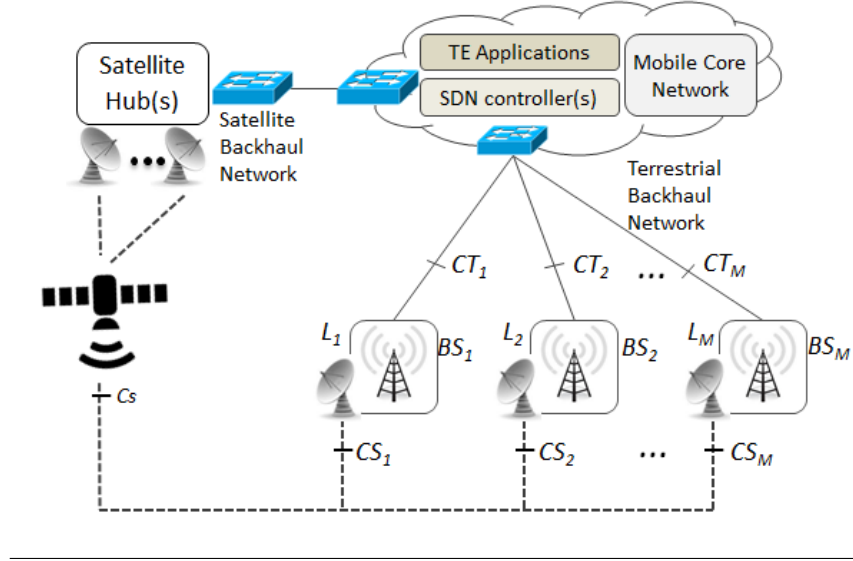 Satellite
Hub(s)
Satellite
Backhaul
Network
TE Applications
SDN controller(s)
Mobile Core
Network
Terrestrial
Backhaul
Network
CT1
CT2
...
CTM
L1
BS1
L2
BS2
LM
BSM
Cs
CS1
CS2
...
CSM